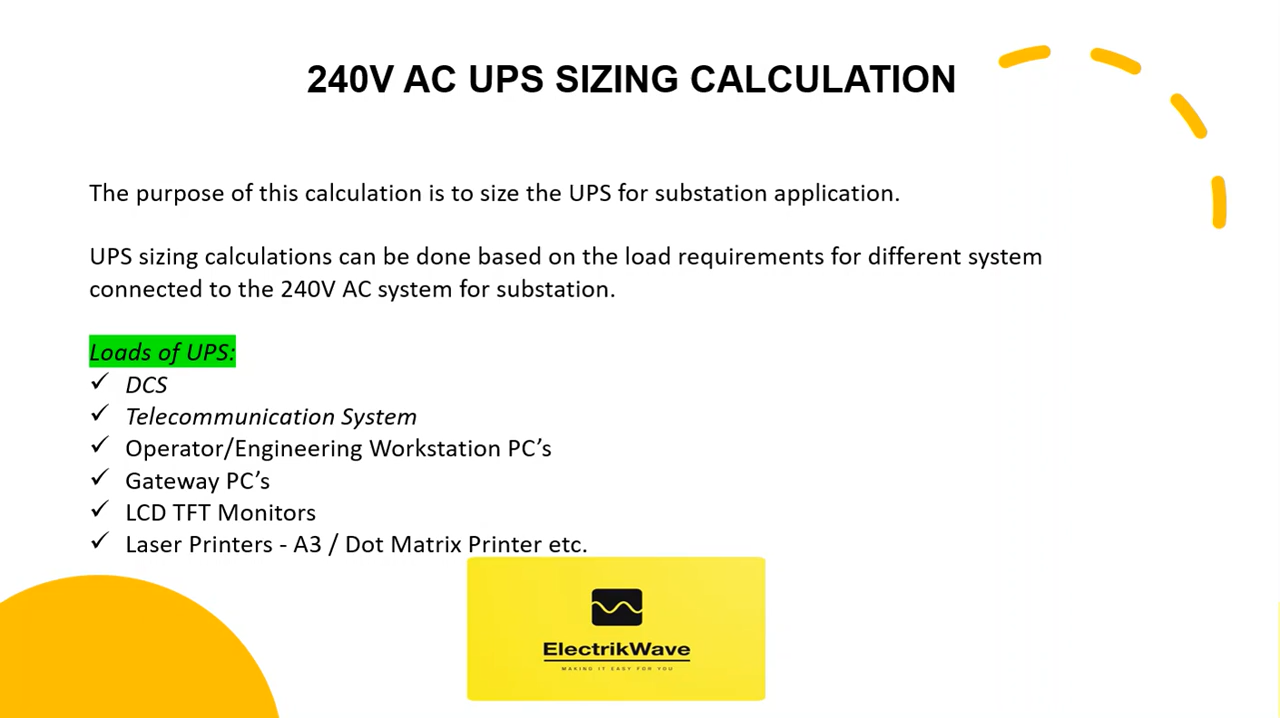 240V AC UPS SIZING CALCULATION
The purpose of this calculation is to size the UPS for substation application.
UPS sizing calculations can be done based on the load requirements for different system
connected to the 240V AC system for substation.
Loads of UPS:
✓ DCS
✓ Telecommunication System
✓ Operator/Engineering Workstation PC’s
✓ Gateway PC’s
✓ LCD TFT Monitors
✓ Laser Printers - A3 / Dot Matrix Printer etc.
ElectrikWave
MAKING IT EASY FOR YOU